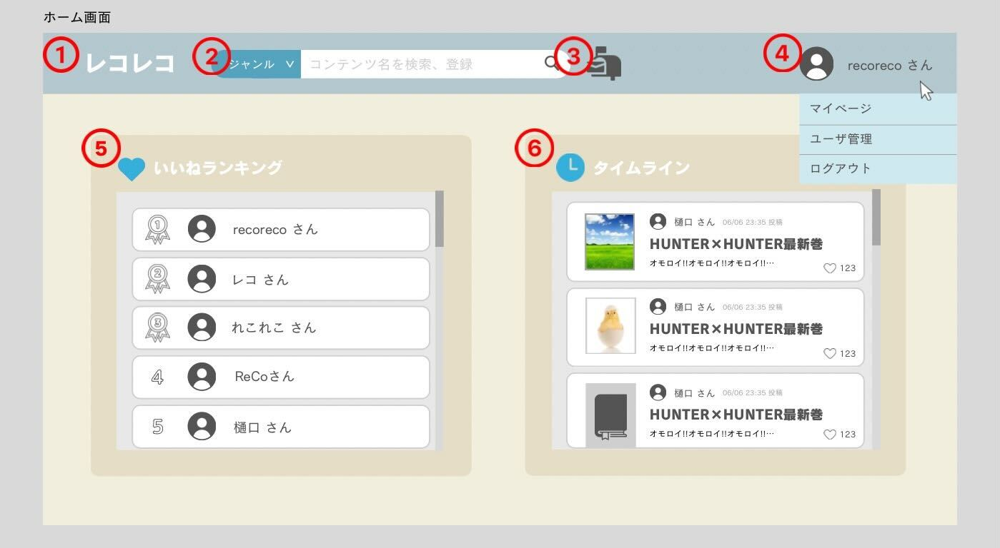 ホーム画面
1 レコレコ
2 ジャンル コンテンツ名を検索、登録
3
4 recoreco さん
マイページ
ユーザ管理
ログアウト
5 いいねランキング
1 recoreco さん
2 レコ さん
3 れこれこ さん
4 ReCoさん
5 樋口 さん
6 タイムライン
樋口 さん 06/06 23:35 投稿
HUNTER×HUNTER最新巻
オモロイ!!オモロイ!!オモロイ!!…
123
樋口 さん 06/06 23:35 投稿
HUNTER×HUNTER最新巻
オモロイ!!オモロイ!!オモロイ!!…
123
樋口 さん 06/06 23:35 投稿
HUNTER×HUNTER最新巻
オモロイ!!オモロイ!!オモロイ!!…
123